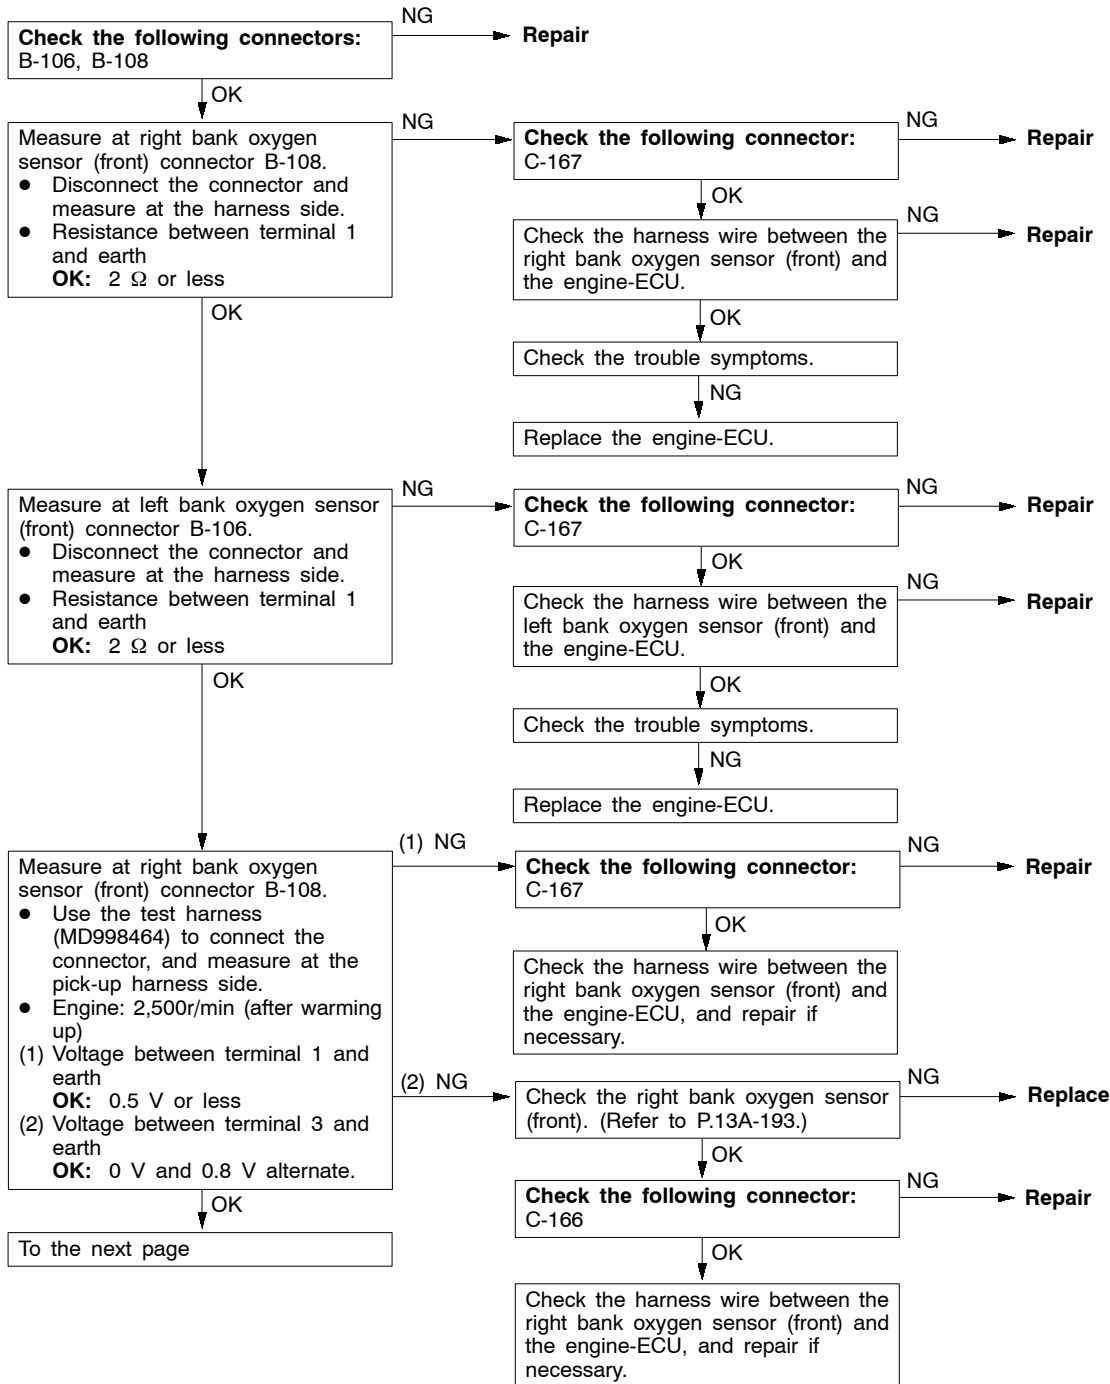 Check the following connectors:
B-106, B-108
NG
Repair
OK
Measure at right bank oxygen
sensor (front) connector B-108.
● Disconnect the connector and
measure at the harness side.
● Resistance between terminal 1
and earth
OK: 2 Ω or less
NG
Check the following connector:
C-167
NG
Repair
OK
Check the harness wire between the
right bank oxygen sensor (front) and
the engine-ECU.
NG
Repair
OK
Check the trouble symptoms.
NG
Replace the engine-ECU.
OK
Measure at left bank oxygen sensor
(front) connector B-106.
● Disconnect the connector and
measure at the harness side.
● Resistance between terminal 1
and earth
OK: 2 Ω or less
NG
Check the following connector:
C-167
NG
Repair
OK
Check the harness wire between the
left bank oxygen sensor (front) and
the engine-ECU.
NG
Repair
OK
Check the trouble symptoms.
NG
Replace the engine-ECU.
OK
Measure at right bank oxygen
sensor (front) connector B-108.
● Use the test harness
(MD998464) to connect the
connector, and measure at the
pick-up harness side.
● Engine: 2,500r/min (after warming
up)
(1) Voltage between terminal 1 and
earth
OK: 0.5 V or less
(2) Voltage between terminal 3 and
earth
OK: 0 V and 0.8 V alternate.
(1) NG
Check the following connector:
C-167
NG
Repair
OK
Check the harness wire between the
right bank oxygen sensor (front) and
the engine-ECU, and repair if
necessary.
(2) NG
Check the right bank oxygen sensor
(front). (Refer to P.13A-193.)
NG
Replace
OK
Check the following connector:
C-166
NG
Repair
OK
Check the harness wire between the
right bank oxygen sensor (front) and
the engine-ECU, and repair if
necessary.
OK
To the next page